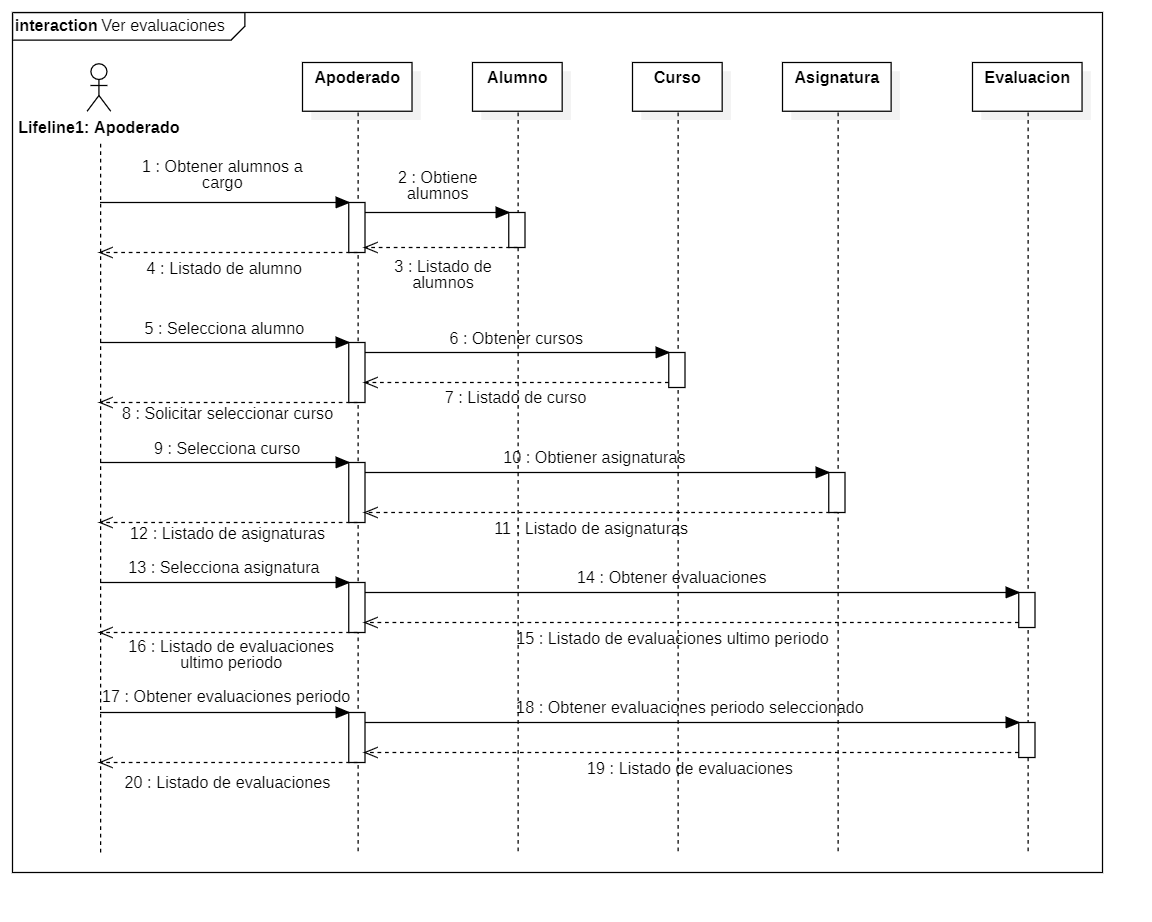 interaction Ver evaluaciones
Apoderado
Alumno
Curso
Asignatura
Evaluacion
Lifeline1: Apoderado
1 : Obtener alumnos a
cargo
2 : Obtiene
alumnos
3 : Listado de
alumnos
4 : Listado de alumno
5 : Selecciona alumno
6 : Obtener cursos
7 : Listado de curso
8 : Solicitar seleccionar curso
9 : Selecciona curso
10 : Obtiener asignaturas
11 : Listado de asignaturas
12 : Listado de asignaturas
13 : Selecciona asignatura
14 : Obtener evaluaciones
15 : Listado de evaluaciones ultimo periodo
16 : Listado de evaluaciones
ultimo periodo
17 : Obtener evaluaciones periodo
18 : Obtener evaluaciones periodo seleccionado
19 : Listado de evaluaciones
20 : Listado de evaluaciones